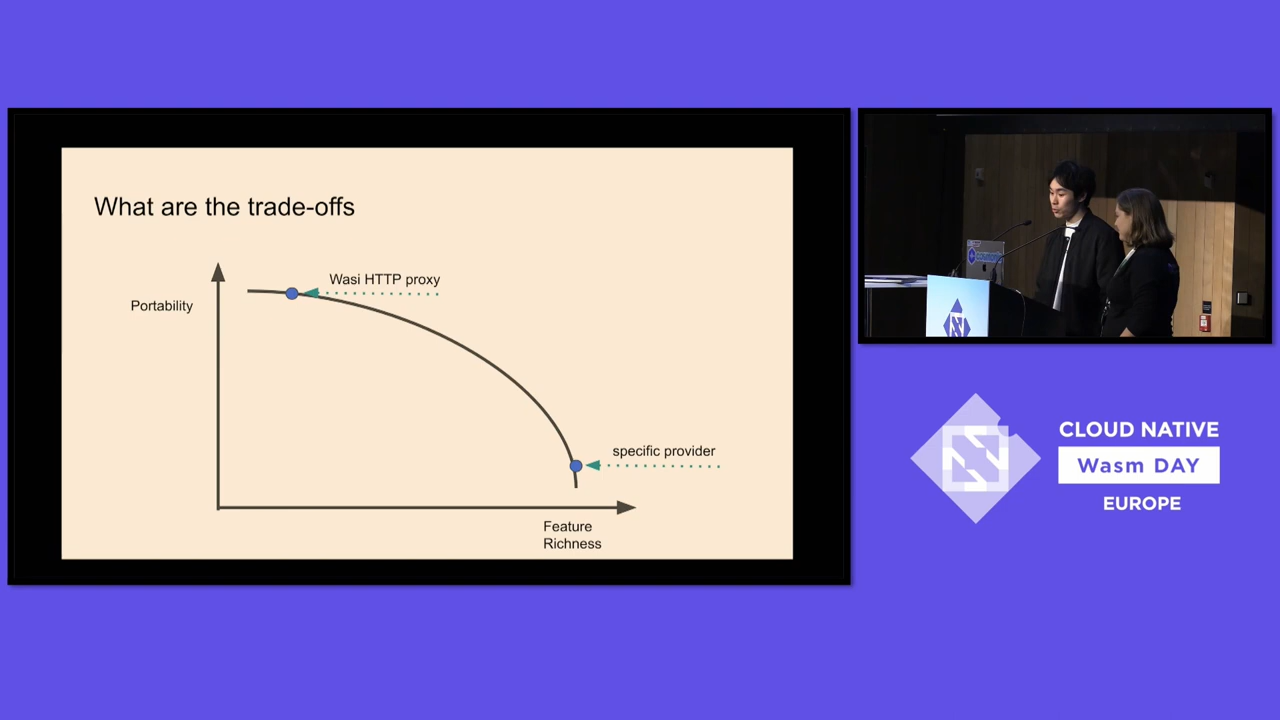 What are the trade-offs
Wasi HTTP proxy
Portability
specific provider
Feature
Richness
CLOUD NATIVE
Wasm DAY
EUROPE